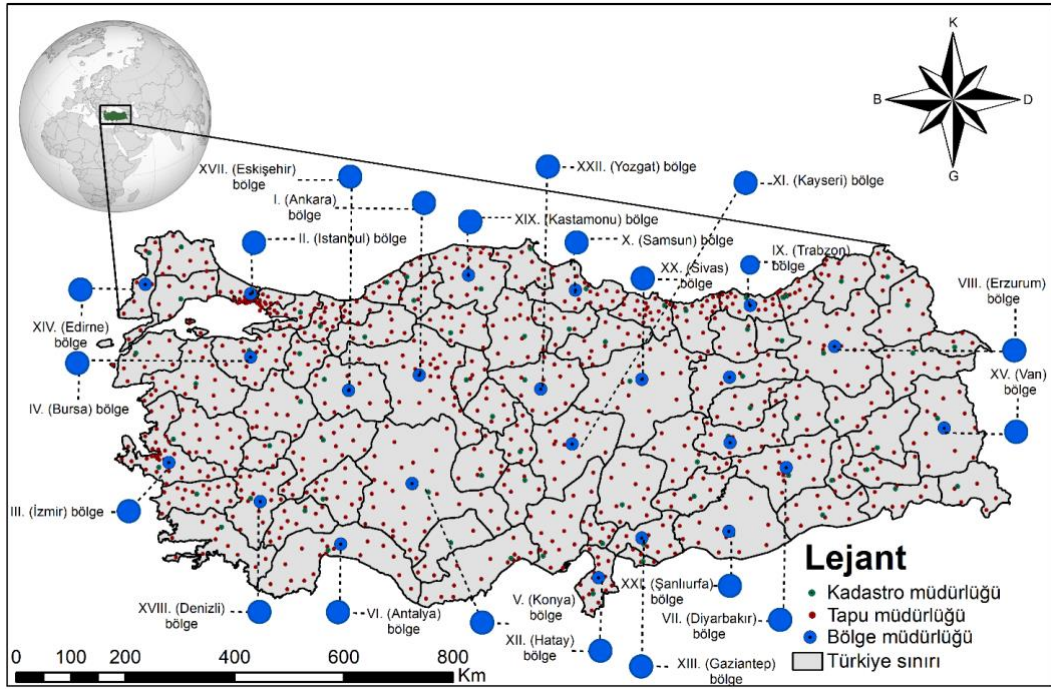 K
B
D
G
XVII. (Eskişehir)
bölge
I. (Ankara)
bölge
II. (Istanbul) bölge
XIX. (Kastamonu) bölge
XXII. (Yozgat) bölge
X. (Samsun) bölge
XI. (Kayseri) bölge
XX. (Sivas)
bölge
IX. (Trabzon)
bölge
VIII. (Erzurum)
bölge
XV. (Van)
bölge
XIV. (Edirne)
bölge
IV. (Bursa) bölge
III. (İzmir) bölge
XVIII. (Denizli)
bölge
VI. (Antalya)
bölge
V. (Konya)
bölge
XII. (Hatay)
bölge
XXI. (Şanlıurfa)
bölge
VII. (Diyarbakır)
bölge
XIII. (Gaziantep)
bölge
Lejant
Kadastro müdürlüğü
Tapu müdürlüğü
Bölge müdürlüğü
Türkiye sınırı
0 100 200 400 600 800
Km